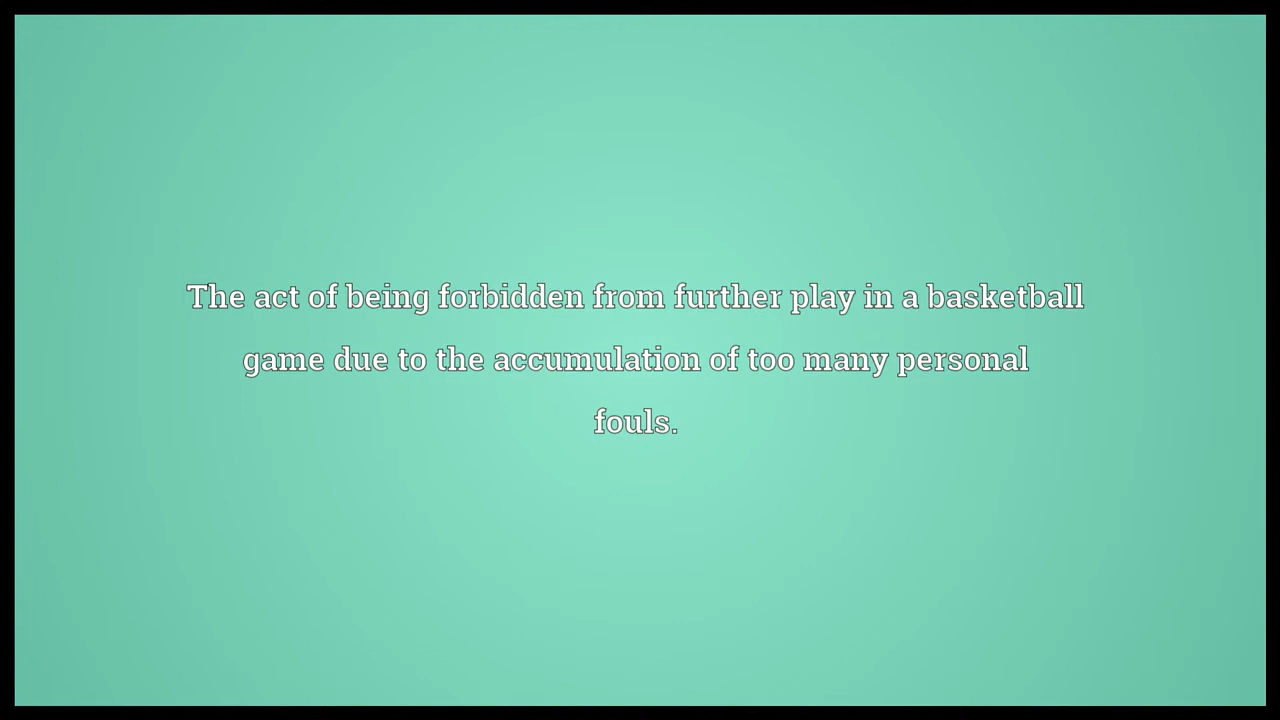 The act of being forbidden from further play in a basketball
game due to the accumulation of too many personal
fouls.